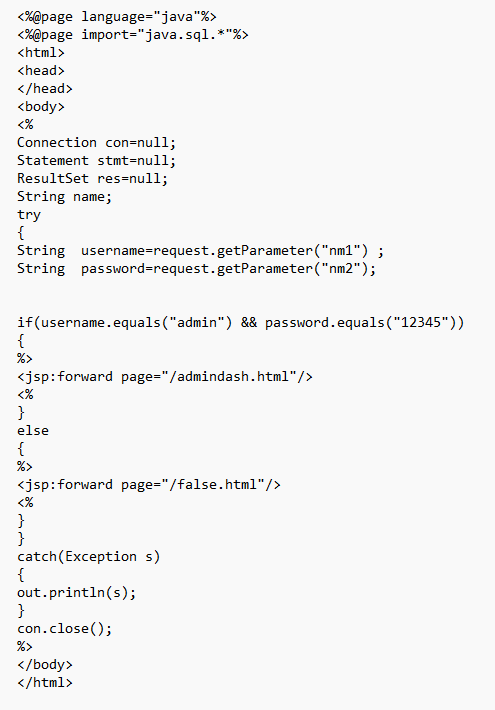 <%@page language="java"%>
<%@page import="java.sql.*"%>
<html>
<head>
</head>
<body>
<%
Connection con=null;
Statement stmt=null;
ResultSet res=null;
String name;
try
{
String  username=request.getParameter("nm1") ;
String  password=request.getParameter("nm2");
if(username.equals("admin") && password.equals("12345"))
{
%>
<jsp:forward page="/admindash.html"/>
<%
}
else
{
%>
<jsp:forward page="/false.html"/>
<%
}
}
catch(Exception s)
{
out.println(s);
}
con.close();
%>
</body>
</html>